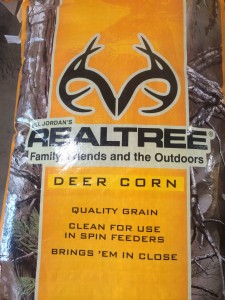 JORDAN'S
REALTREE®
Family, Friends and the Outdoors
DEER CORN
QUALITY GRAIN
CLEAN FOR USE
IN SPIN FEEDERS
BRINGS 'EM IN CLOSE